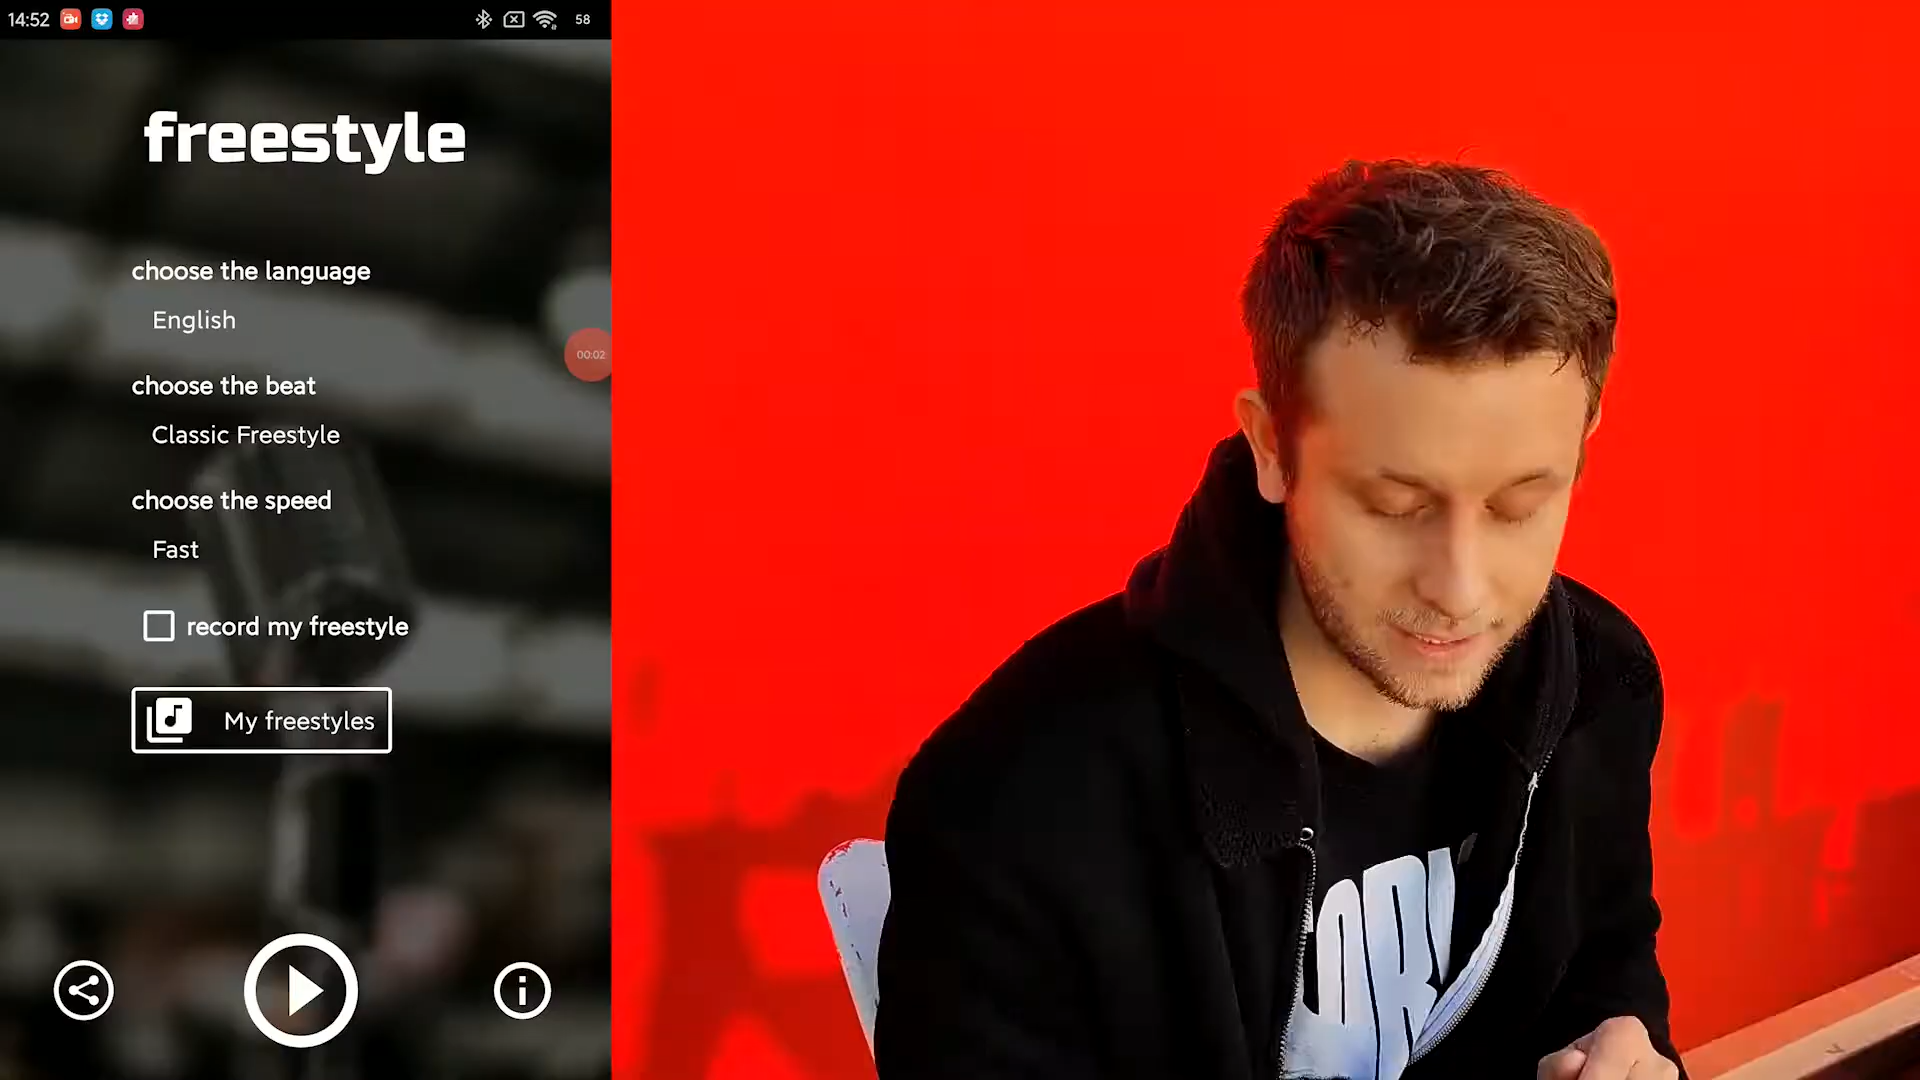 14:52
58
freestyle
choose the language
English
00:02
choose the beat
Classic Freestyle
choose the speed
Fast
record my freestyle
My freestyles